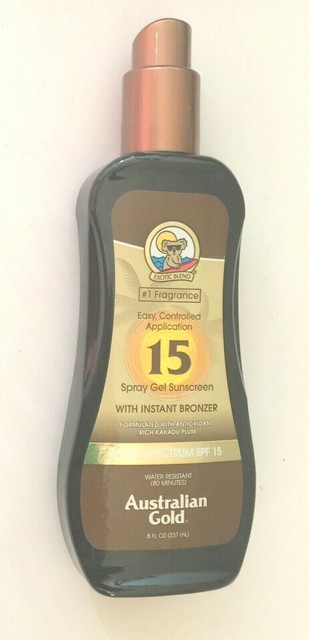 EXOTIC BLEND
#1 Fragrance
Easy, Controlled
Application
15
Spray Gel Sunscreen
WITH INSTANT BRONZER
FORMULATED WITH ANTIOXIDANT
RICH KAKADU PLUM
SPECTRUM SPF 15
WATER RESISTANT
(80 MINUTES)
Australian
Gold
8 FL OZ (237 mL)